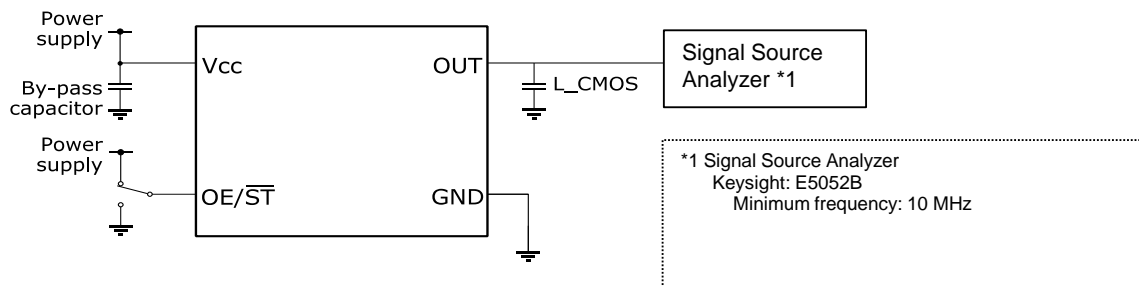 Power
supply
Vcc
By-pass
capacitor
Power
supply
OE/ST
OUT
L_CMOS
GND
Signal Source
Analyzer *1
*1 Signal Source Analyzer
Keysight: E5052B
Minimum frequency: 10 MHz